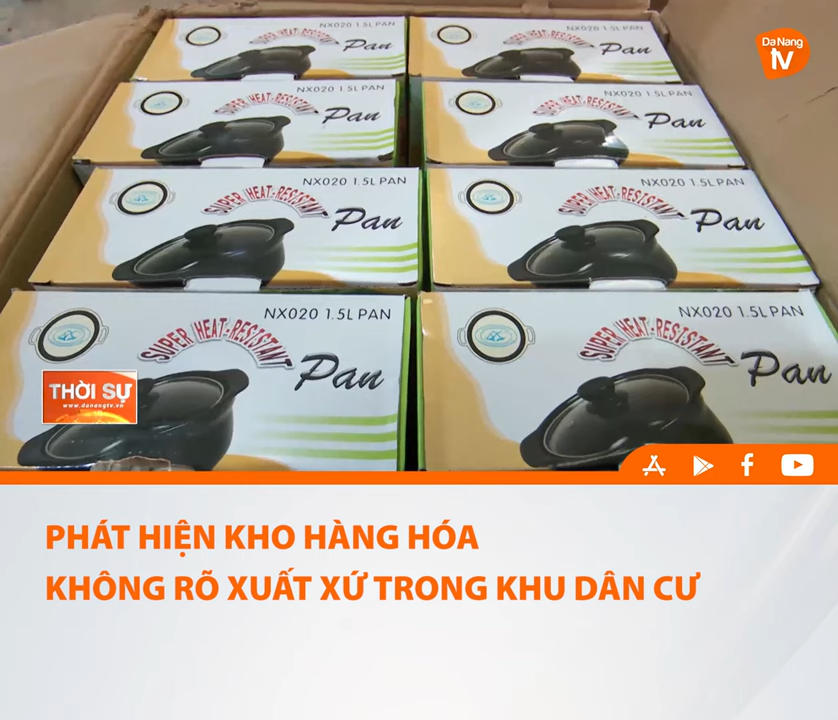 Da Nang
tv
NX020 1.5L PAN
SUPER HEAT-RESISTANT
Pan
NX020 1.5L PAN
SUPER HEAT-RESISTANT
Pan
NX020 1.5L PAN
SUPER HEAT-RESISTANT
Pan
NX020 1.5L PAN
SUPER HEAT-RESISTANT
Pan
NX020 1.5L PAN
SUPER HEAT-RESISTANT
Pan
NX020 1.5L PAN
SUPER HEAT-RESISTANT
Pan
NX020 1.5L PAN
SUPER HEAT-RESISTANT
Pan
NX020 1.5L PAN
SUPER HEAT-RESISTANT
Pan
THỜI SỰ
www.danangtv.vn
PHÁT HIỆN KHO HÀNG HÓA
KHÔNG RÕ XUẤT XỨ TRONG KHU DÂN CƯ